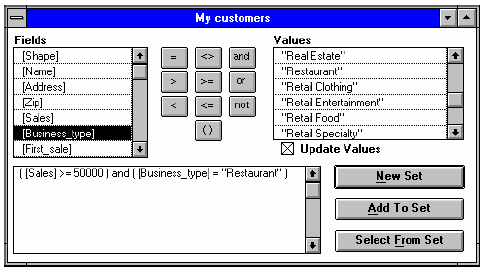 My customers
Fields
Values
[Shape]
[Name]
[Address]
[Zip]
[Sales]
[Business_type]
[First_sale]
= <> and
> >= or
< <= not
()
"Real Estate"
"Restaurant"
"Retail Clothing"
"Retail Entertainment"
"Retail Food"
"Retail Specialty"
Update Values
( [Sales] >= 50000 ) and ( [Business_type] = "Restaurant" )
New Set
Add To Set
Select From Set